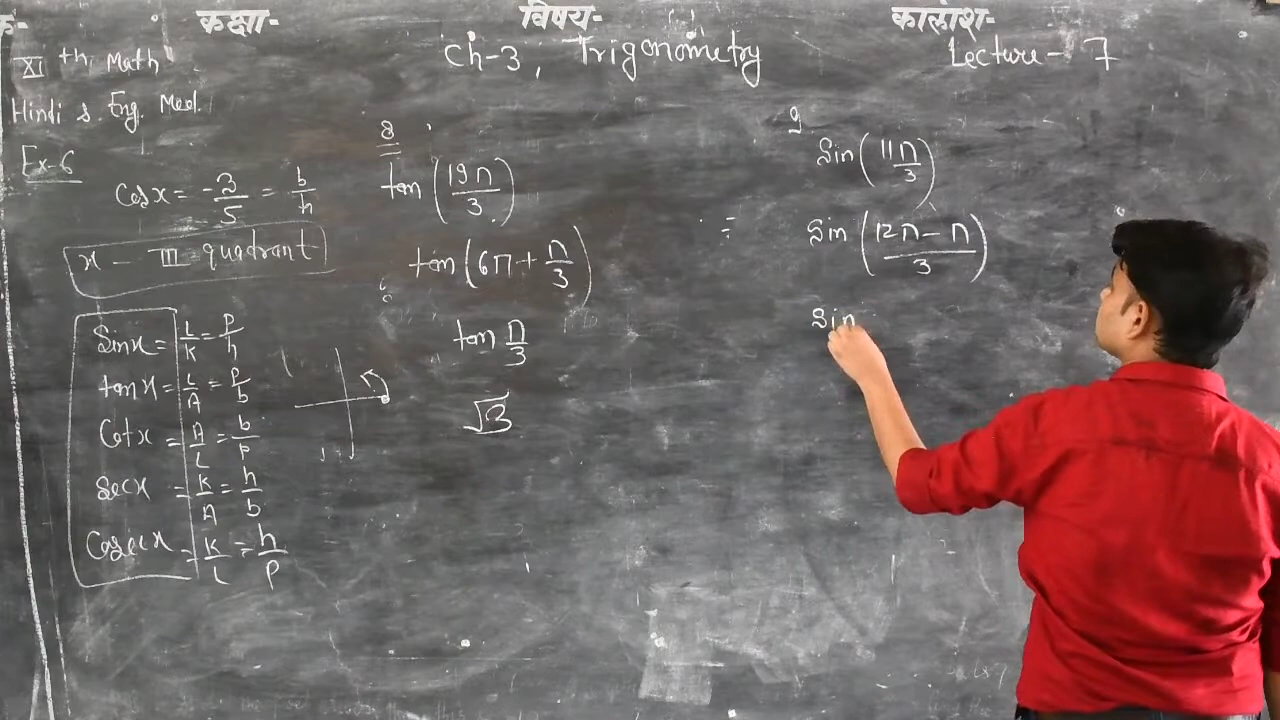 कक्षा- विषय- कालांश-
XI th Math
Ch-3, Trigonometry
Lecture- 7
Hindi & Eng. Med.
Ex-6
Cos x = -3/5 = b/h
x - III quadrant
Sin x = L/K = P/h
tan x = L/A = P/b
Cot x = A/L = b/P
Sec x = K/A = h/b
Cosec x = K/L = h/P
8
tan (19π/3)
tan (6π + π/3)
tan π/3
√3
9
Sin (11π/3)
= Sin (12π - π/3)
Sin